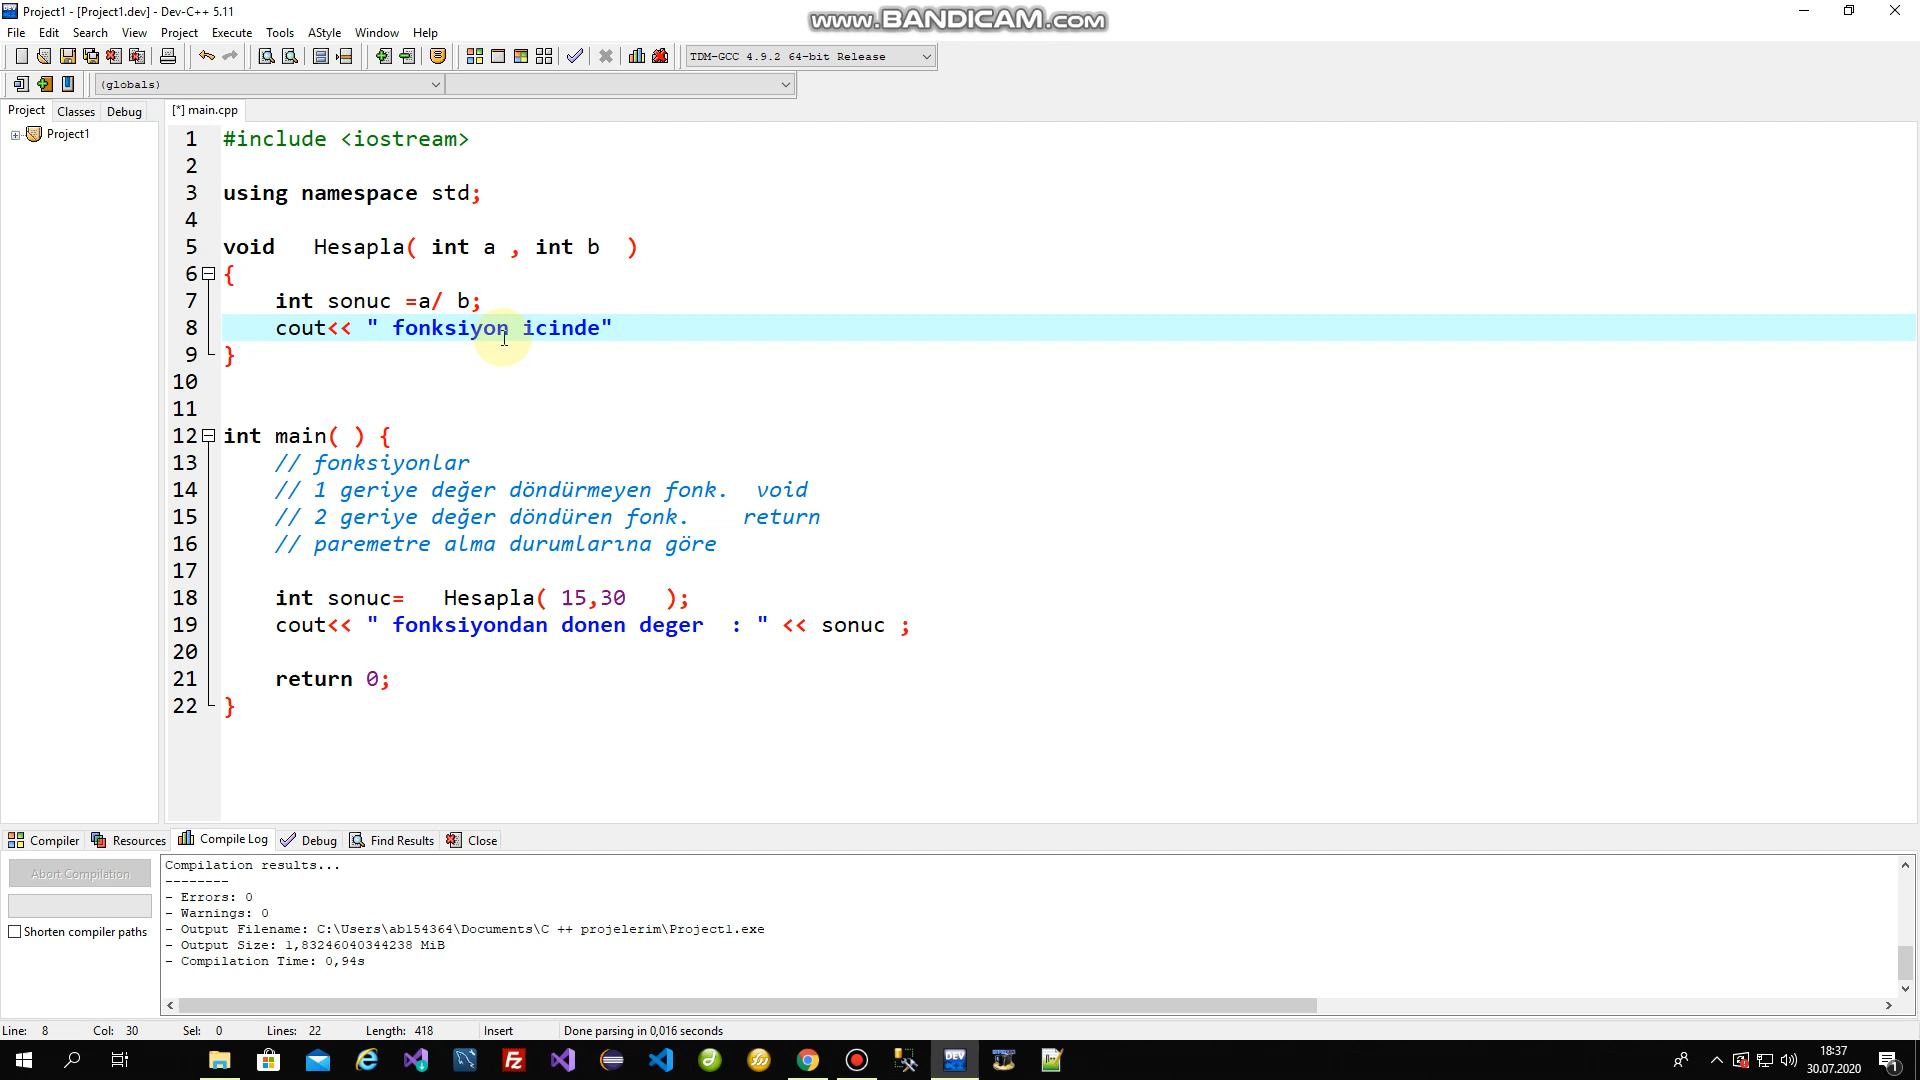 Project1 - [Project1.dev] - Dev-C++ 5.11
www.BANDICAM.com
File Edit Search View Project Execute Tools AStyle Window Help
TDM-GCC 4.9.2 64-bit Release
(globals)
Project Classes Debug [*] main.cpp
Project1
1 #include <iostream>
2
3 using namespace std;
4
5 void Hesapla( int a , int b )
6 {
7 int sonuc =a/ b;
8 cout<< " fonksiyon icinde"
9 }
10
11
12 int main( ) {
13 // fonksiyonlar
14 // 1 geriye değer döndürmeyen fonk. void
15 // 2 geriye değer döndüren fonk. return
16 // paremetre alma durumlarına göre
17
18 int sonuc= Hesapla( 15,30 );
19 cout<< " fonksiyondan donen deger : " << sonuc ;
20
21 return 0;
22 }
Compiler Resources Compile Log Debug Find Results Close
Abort Compilation
Shorten compiler paths
Compilation results...
--------
- Errors: 0
- Warnings: 0
- Output Filename: C:\Users\ab154364\Documents\C ++ projelerim\Project1.exe
- Output Size: 1,83246040344238 MiB
- Compilation Time: 0,94s
Line: 8 Col: 30 Sel: 0 Lines: 22 Length: 418 Insert Done parsing in 0,016 seconds
DEV
18:37
30.07.2020
1